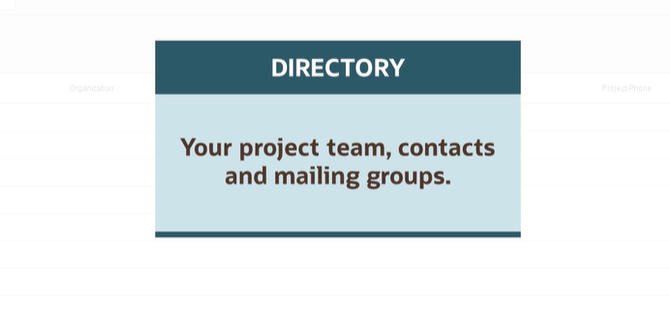 DIRECTORY
Organization
Project Phone
Your project team, contacts
and mailing groups.